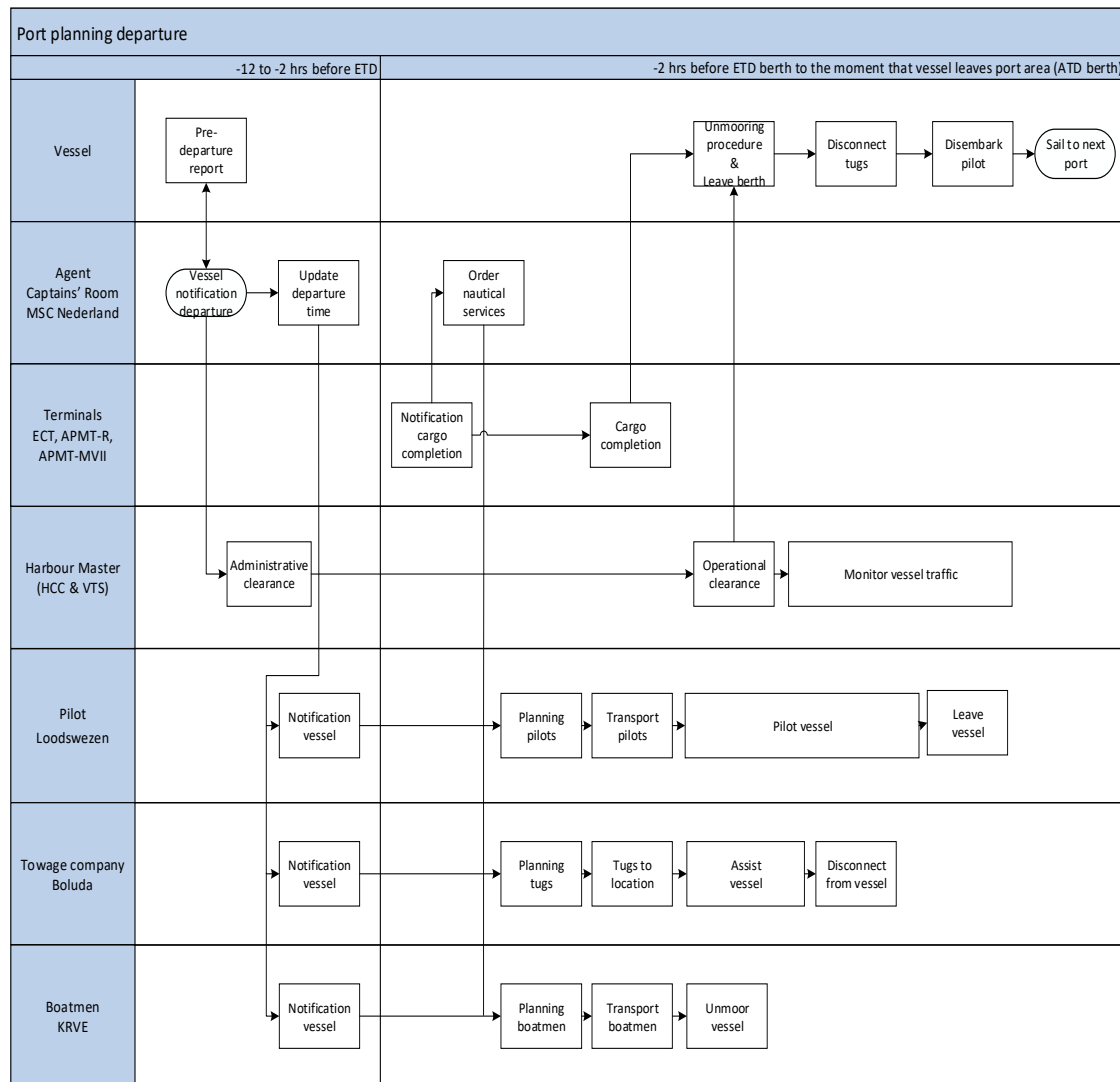 Port planning departure
-12 to -2 hrs before ETD
-2 hrs before ETD berth to the moment that vessel leaves port area (ATD berth)
Vessel
Pre-
departure
report
Unmooring
procedure
&
Leave berth
Disconnect
tugs
Disembark
pilot
Sail to next
port
Agent
Captains’ Room
MSC Nederland
Vessel
notification
departure
Update
departure
time
Order
nautical
services
Terminals
ECT, APMT-R,
APMT-MVII
Notification
cargo
completion
Cargo
completion
Harbour Master
(HCC & VTS)
Administrative
clearance
Operational
clearance
Monitor vessel traffic
Pilot
Loodswezen
Notification
vessel
Planning
pilots
Transport
pilots
Pilot vessel
Leave
vessel
Towage company
Boluda
Notification
vessel
Planning
tugs
Tugs to
location
Assist
vessel
Disconnect
from vessel
Boatmen
KRVE
Notification
vessel
Planning
boatmen
Transport
boatmen
Unmoor
vessel